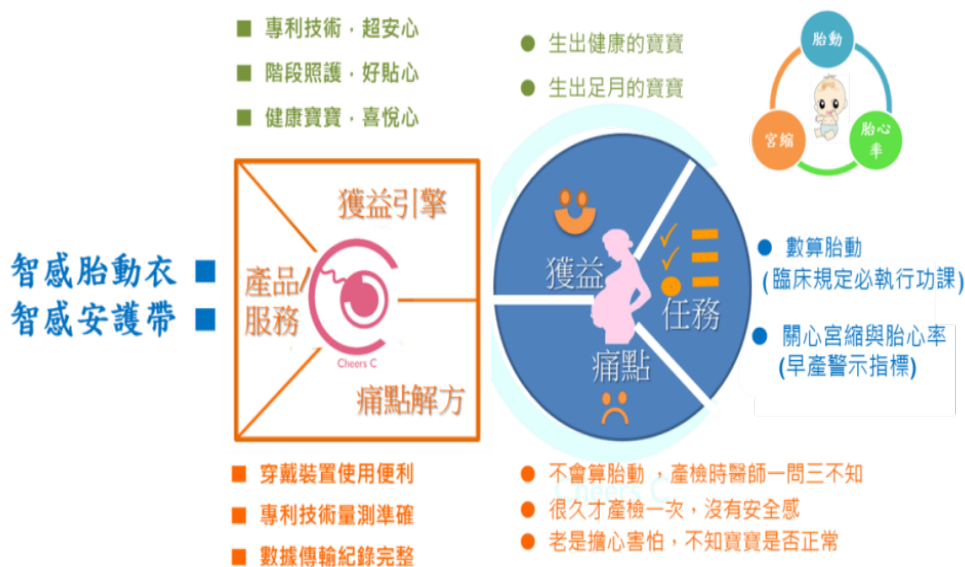 ■ 專利技術，超安心
■ 階段照護，好貼心
■ 健康寶寶，喜悅心
● 生出健康的寶寶
● 生出足月的寶寶
胎動
宮縮
胎心
率
智感胎動衣 ■
智感安護帶 ■
獲益引擎
產品/
服務
Cheers C
痛點解方
獲益
任務
痛點
● 數算胎動
(臨床規定必執行功課)
● 關心宮縮與胎心率
(早產警示指標)
■ 穿戴裝置使用便利
■ 專利技術量測準確
■ 數據傳輸紀錄完整
● 不會算胎動，產檢時醫師一問三不知
● 很久才產檢一次，沒有安全感
● 老是擔心害怕，不知寶寶是否正常
Cheers C